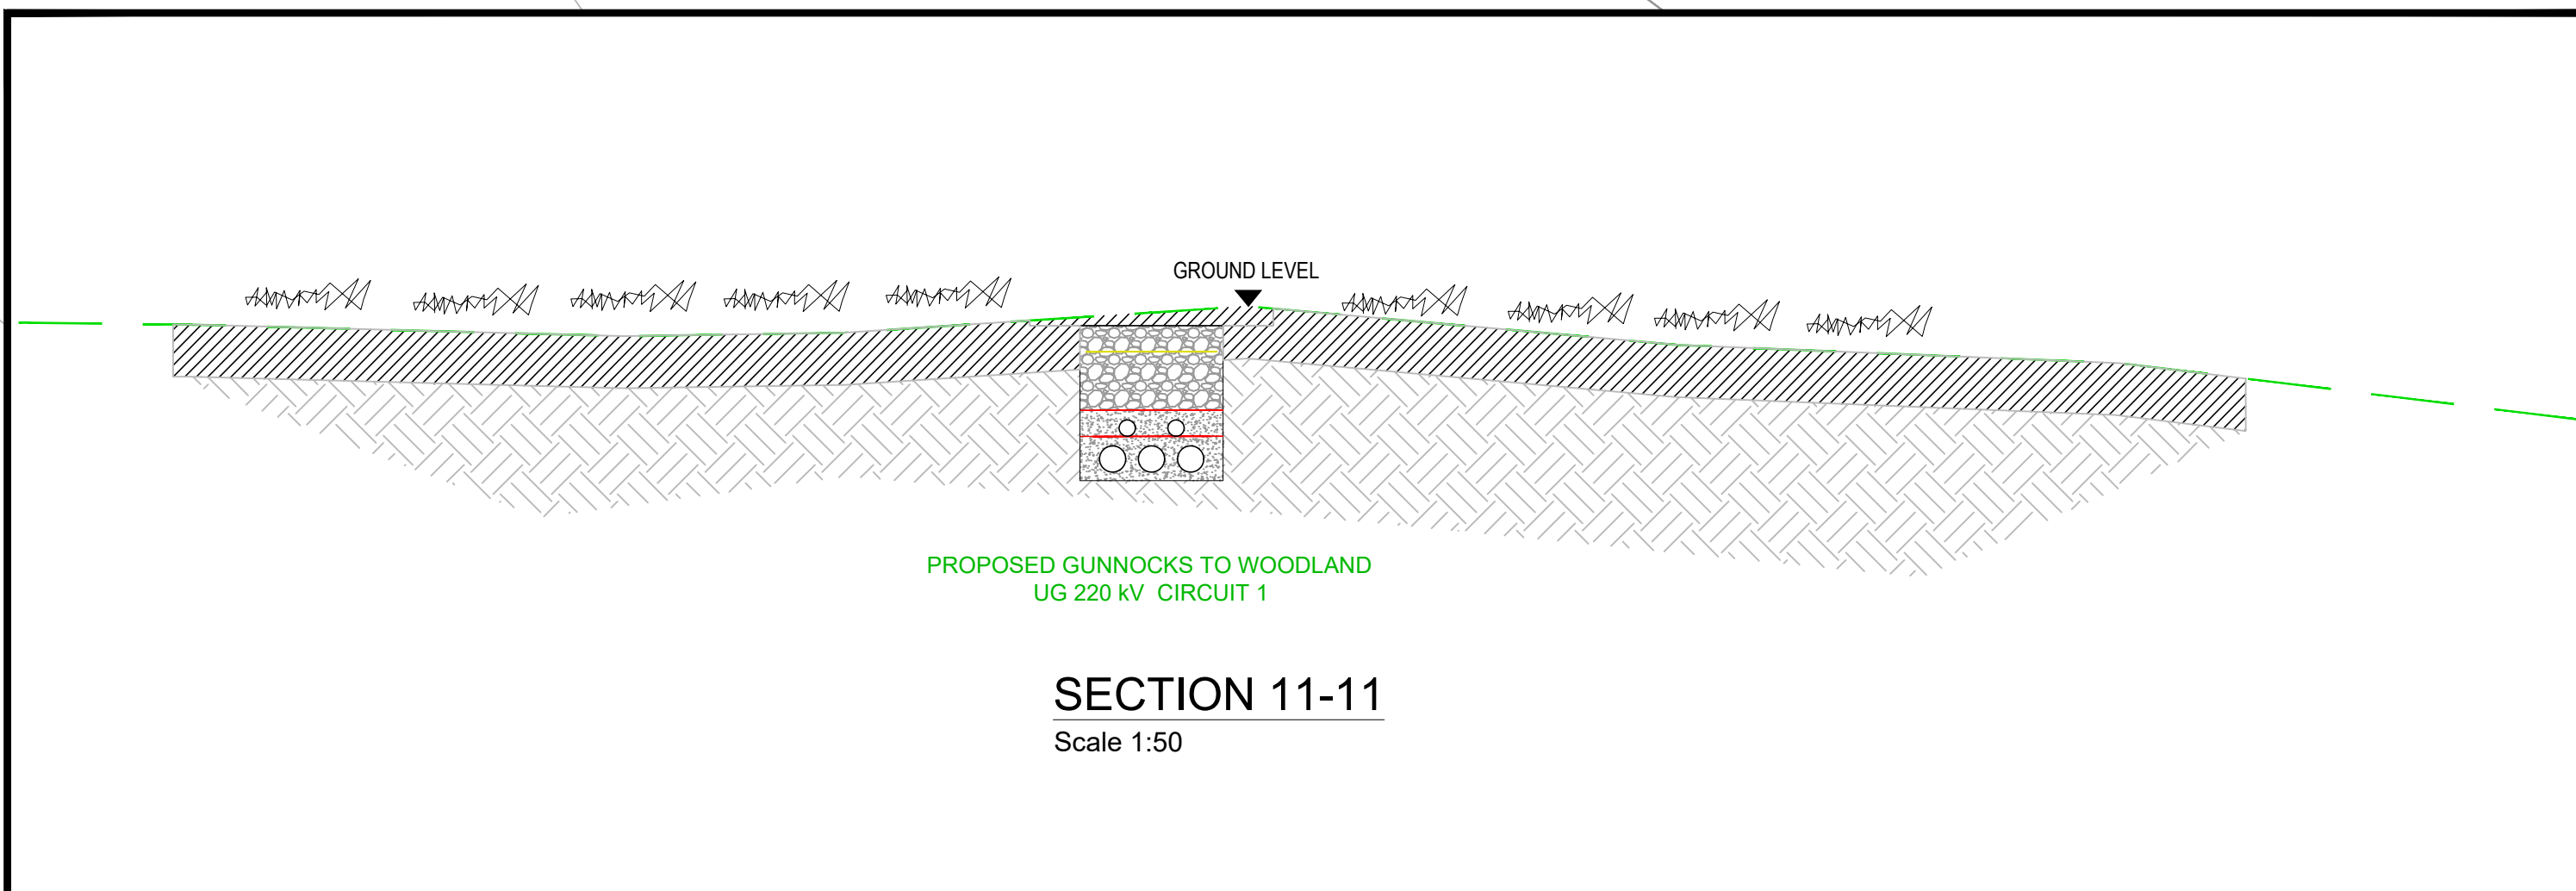 GROUND LEVEL
PROPOSED GUNNOCKS TO WOODLAND
UG 220 kV CIRCUIT 1
SECTION 11-11
Scale 1:50